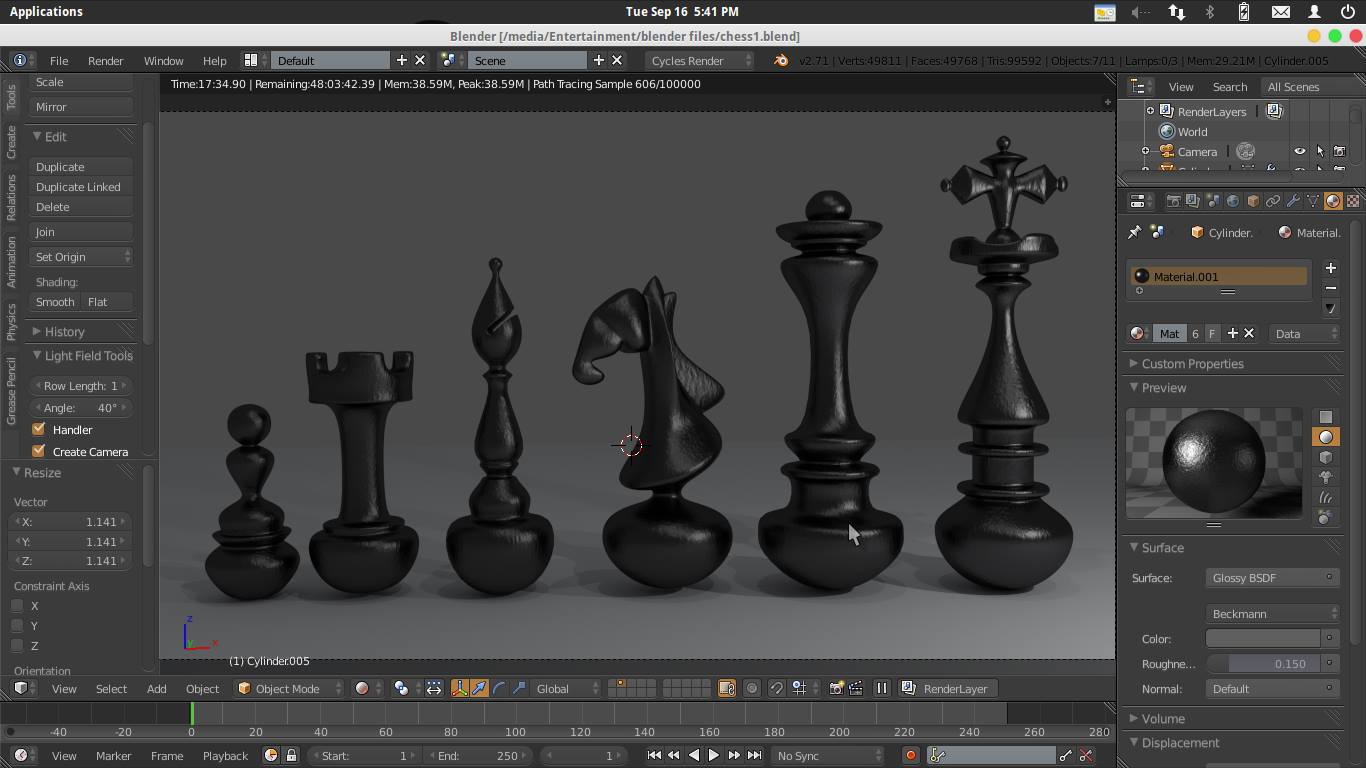 Applications
Tue Sep 16 5:41 PM
Blender [/media/Entertainment/blender files/chess1.blend]
File Render Window Help Default Scene Cycles Render v2.71 | Verts:49811 | Faces:49768 | Tris:99592 | Objects:7/11 | Lamps:0/3 | Mem:29.21M | Cylinder.005
Time:17:34.90 | Remaining:48:03:42.39 | Mem:38.59M, Peak:38.59M | Path Tracing Sample 606/100000
Tools
Create
Relations
Animation
Physics
Grease Pencil
Scale
Mirror
Edit
Duplicate
Duplicate Linked
Delete
Join
Set Origin
Shading:
Smooth Flat
History
Light Field Tools
Row Length: 1
Angle: 40°
Handler
Create Camera
Resize
Vector
X: 1.141
Y: 1.141
Z: 1.141
Constraint Axis
X
Y
Z
Orientation
z
x
y
(1) Cylinder.005
View Select Add Object Object Mode Global RenderLayer
-40 -20 0 20 40 60 80 100 120 140 160 180 200 220 240 260 280
View Marker Frame Playback Start: 1 End: 250 1 No Sync
View Search All Scenes
RenderLayers |
World
Camera |
Cylinder. Material.
Material.001
Mat 6 F Data
Custom Properties
Preview
Surface
Surface: Glossy BSDF
Beckmann
Color:
Roughne... 0.150
Normal: Default
Volume
Displacement